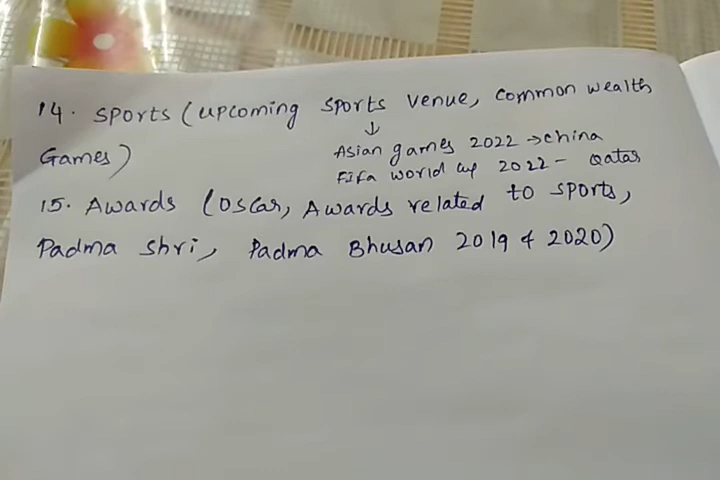 14. Sports (upcoming sports venue, common wealth
↓
Asian games 2022 → china
Games)
Fifa world cup 2022 - Qatar
15. Awards (Oscar, Awards related to sports,
Padma Shri, Padma Bhusan 2019 & 2020)